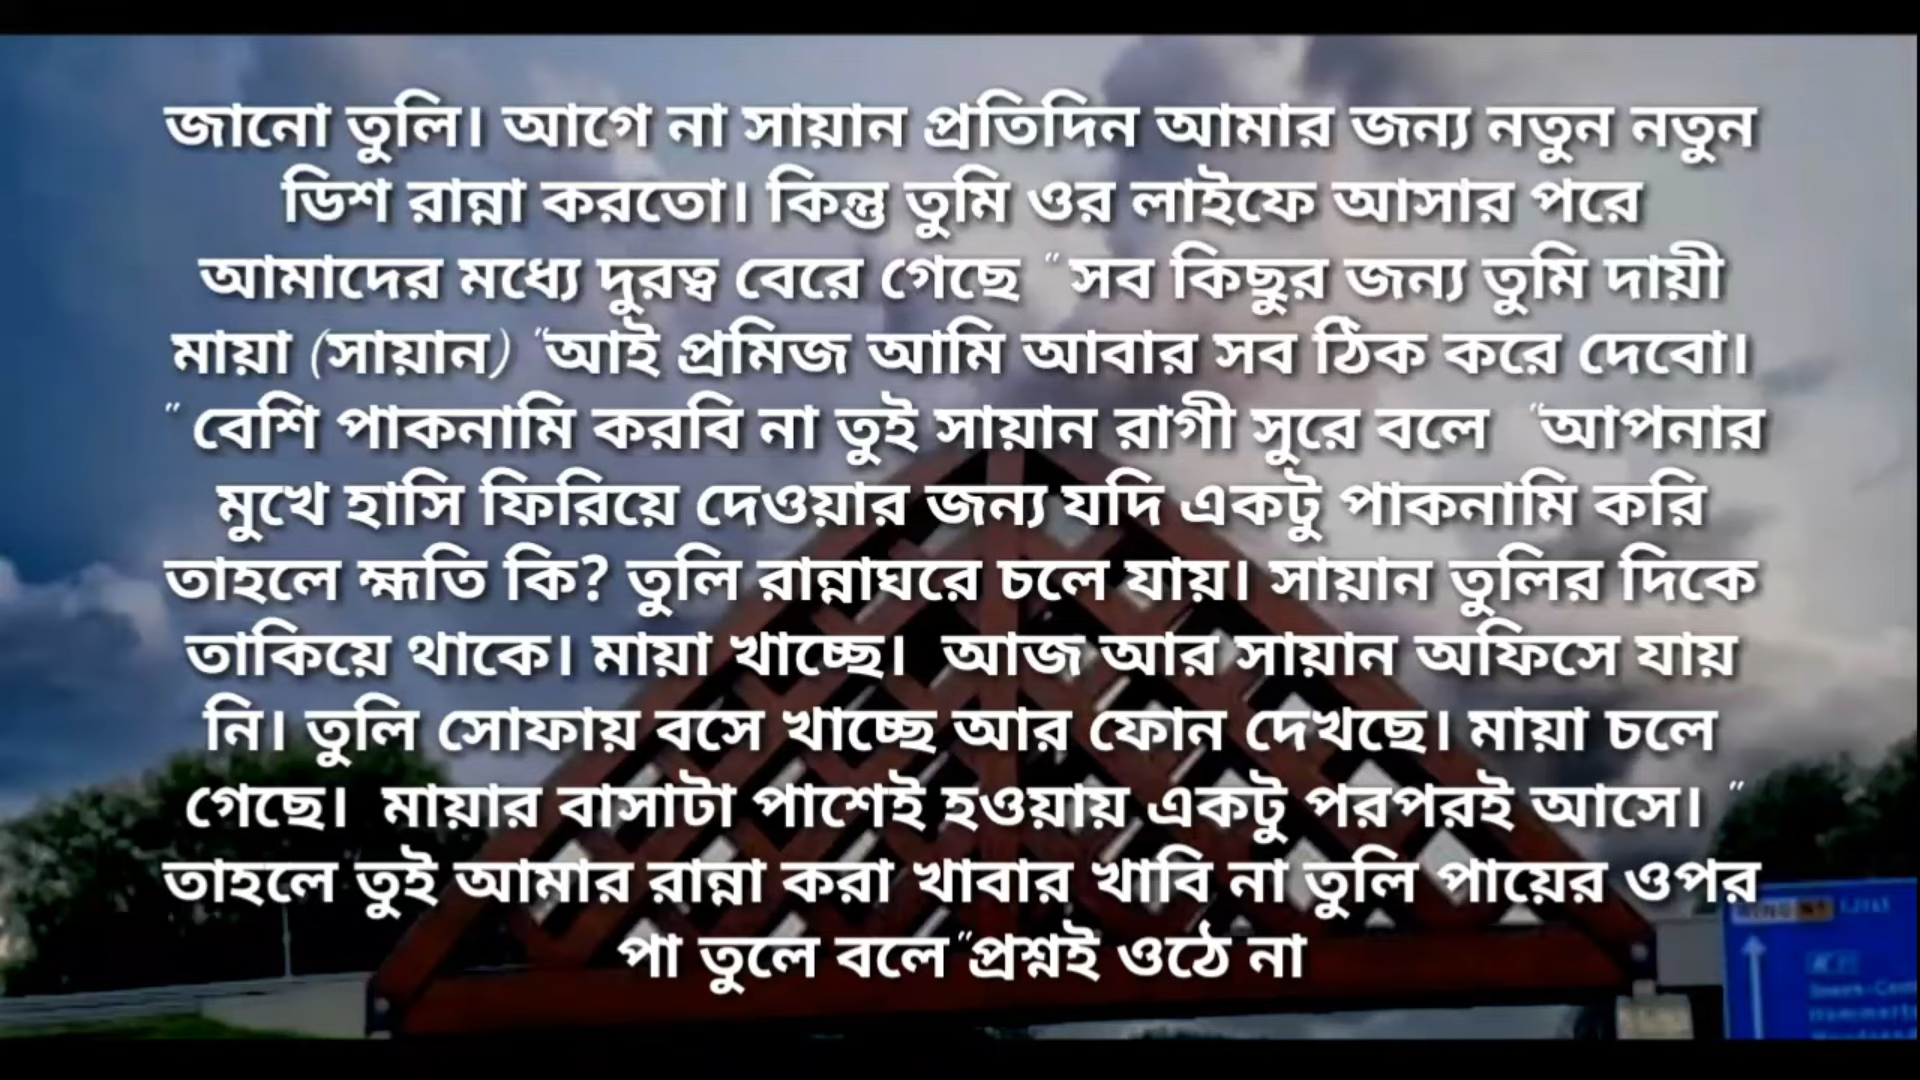 জানো তুলি। আগে না সায়ান প্রতিদিন আমার জন্য নতুন নতুন
ডিশ রান্না করতো। কিন্তু তুমি ওর লাইফে আসার পরে
আমাদের মধ্যে দুরত্ব বেরে গেছে " সব কিছুর জন্য তুমি দায়ী
মায়া (সায়ান) "আই প্রমিজ আমি আবার সব ঠিক করে দেবো।
" বেশি পাকনামি করবি না তুই সায়ান রাগী সুরে বলে "আপনার
মুখে হাসি ফিরিয়ে দেওয়ার জন্য যদি একটু পাকনামি করি
তাহলে হ্মতি কি? তুলি রান্নাঘরে চলে যায়। সায়ান তুলির দিকে
তাকিয়ে থাকে। মায়া খাচ্ছে। আজ আর সায়ান অফিসে যায়
নি। তুলি সোফায় বসে খাচ্ছে আর ফোন দেখছে। মায়া চলে
গেছে। মায়ার বাসাটা পাশেই হওয়ায় একটু পরপরই আসে। "
তাহলে তুই আমার রান্না করা খাবার খাবি না তুলি পায়ের ওপর
পা তুলে বলে "প্রশ্নই ওঠে না